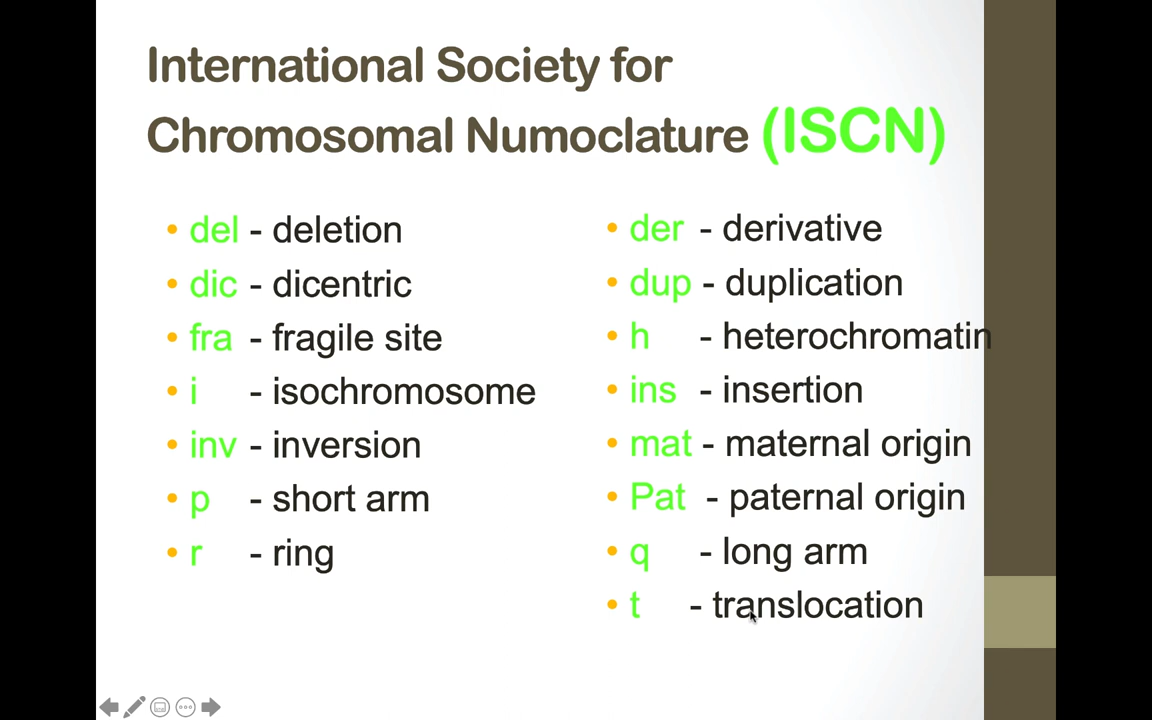 International Society for
Chromosomal Numoclature (ISCN)
• del - deletion
• dic - dicentric
• fra - fragile site
• i - isochromosome
• inv - inversion
• p - short arm
• r - ring
• der - derivative
• dup - duplication
• h - heterochromatin
• ins - insertion
• mat - maternal origin
• Pat - paternal origin
• q - long arm
• t - translocation